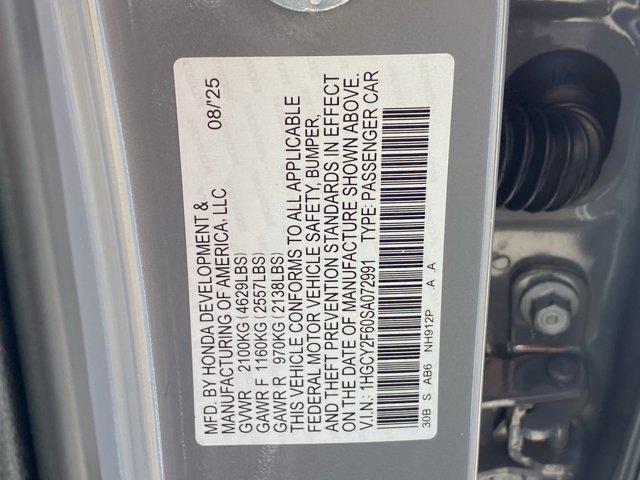 MFD. BY HONDA DEVELOPMENT & 08/'25
MANUFACTURING OF AMERICA, LLC
GVWR 2100KG (4629LBS)
GAWR F 1160KG (2557LBS)
GAWR R 970KG (2138LBS)
THIS VEHICLE CONFORMS TO ALL APPLICABLE
FEDERAL MOTOR VEHICLE SAFETY, BUMPER,
AND THEFT PREVENTION STANDARDS IN EFFECT
ON THE DATE OF MANUFACTURE SHOWN ABOVE.
V.I.N.: 1HGCY2F60SA072991 TYPE: PASSENGER CAR
30B S AB6 NH912P A A